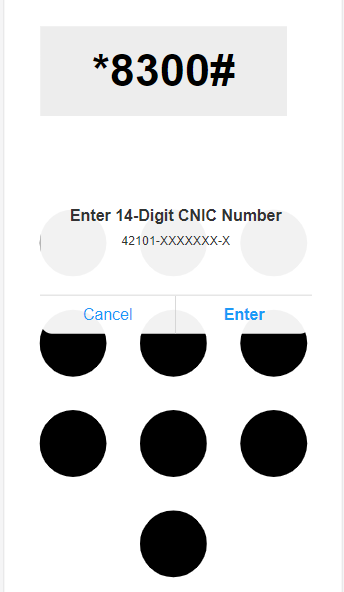 *8300#
Enter 14-Digit CNIC Number
42101-XXXXXXX-X
Cancel
Enter